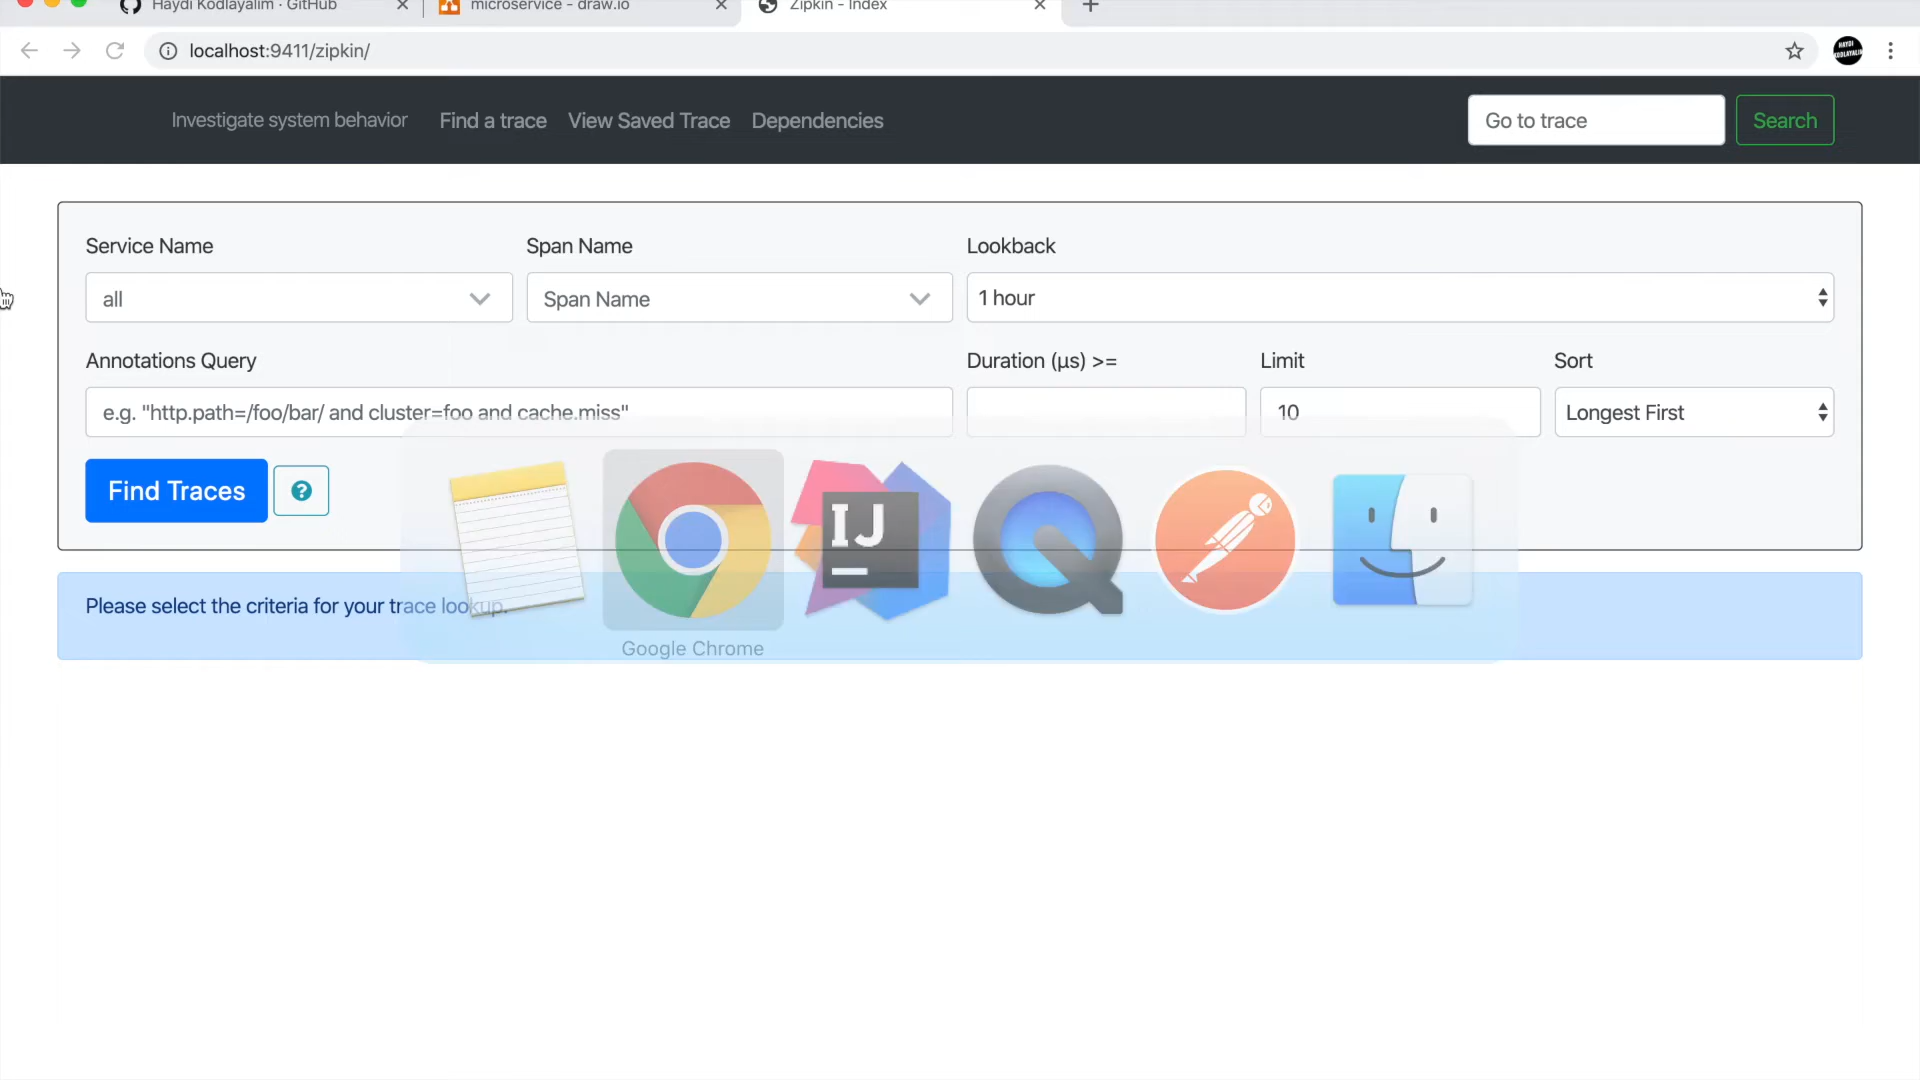 Haydi Kodlayalim · GitHub
microservice - draw.io
Zipkin - Index
localhost:9411/zipkin/
HAYDI
KODLAYALIM
Investigate system behavior
Find a trace
View Saved Trace
Dependencies
Go to trace
Search
Service Name
Span Name
Lookback
all
Span Name
1 hour
Annotations Query
Duration (µs) >=
Limit
Sort
e.g. "http.path=/foo/bar/ and cluster=foo and cache.miss"
10
Longest First
Find Traces
?
IJ
Please select the criteria for your trace lookup.
Google Chrome